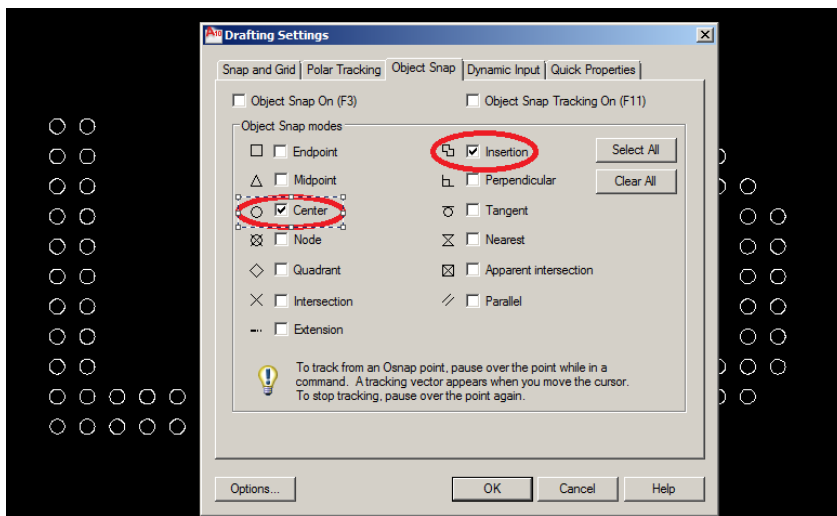 A10 Drafting Settings
Snap and Grid Polar Tracking Object Snap Dynamic Input Quick Properties
Object Snap On (F3) Object Snap Tracking On (F11)
Object Snap modes
Endpoint Insertion Select All
Midpoint Perpendicular Clear All
Center Tangent
Node Nearest
Quadrant Apparent intersection
Intersection Parallel
Extension
To track from an Osnap point, pause over the point while in a
command. A tracking vector appears when you move the cursor.
To stop tracking, pause over the point again.
Options... OK Cancel Help